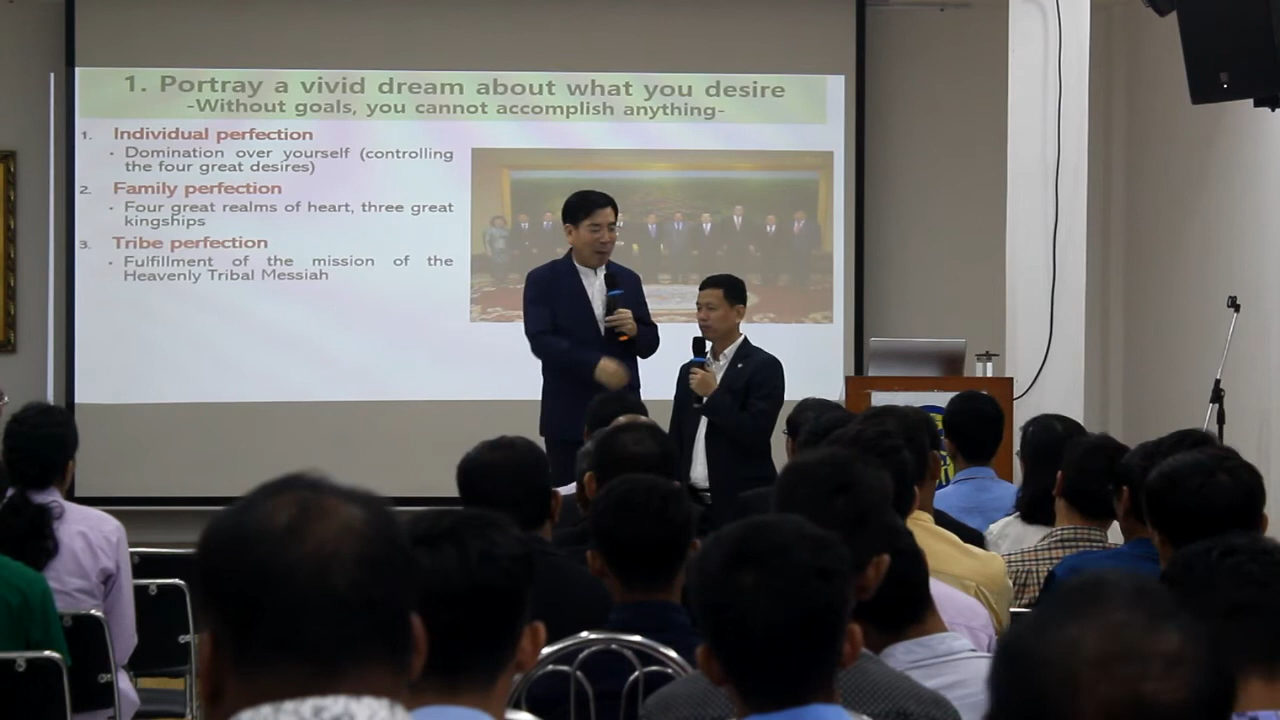 1. Portray a vivid dream about what you desire
-Without goals, you cannot accomplish anything-
1. Individual perfection
• Domination over yourself (controlling
the four great desires)
2. Family perfection
• Four great realms of heart, three great
kingships
3. Tribe perfection
• Fulfillment of the mission of the
Heavenly Tribal Messiah